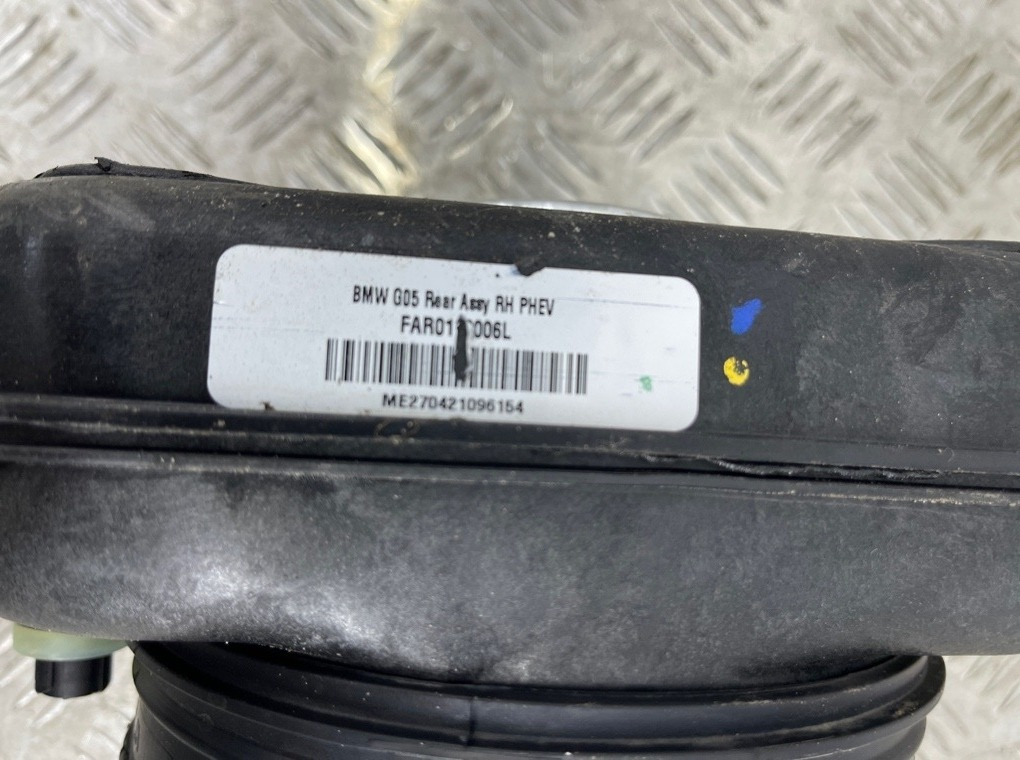 BMW G05 Rear Assy RH PHEV
ME270421096154